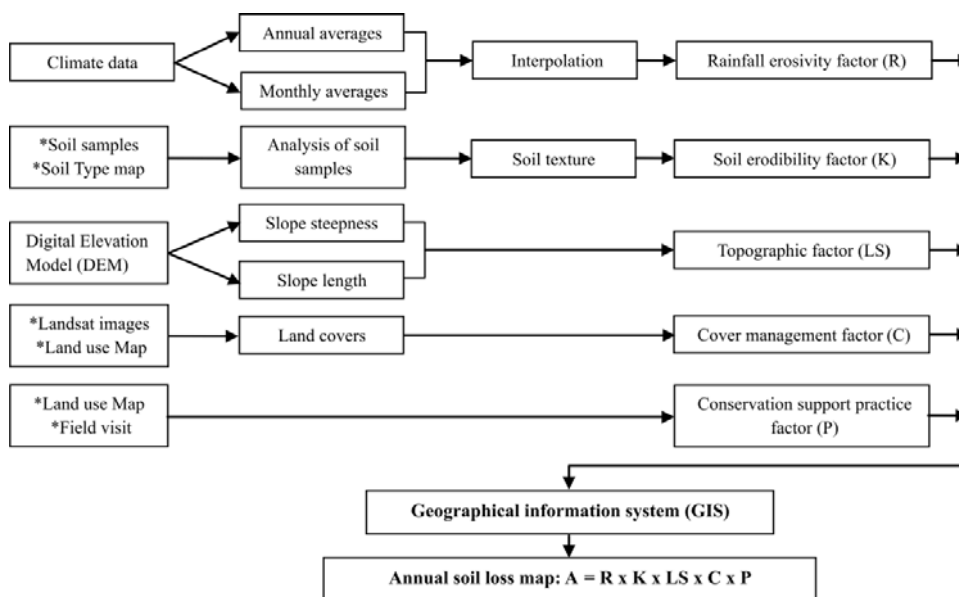 Climate data
Annual averages
Monthly averages
Interpolation
Rainfall erosivity factor (R)
*Soil samples
*Soil Type map
Analysis of soil
samples
Soil texture
Soil erodibility factor (K)
Digital Elevation
Model (DEM)
Slope steepness
Slope length
Topographic factor (LS)
*Landsat images
*Land use Map
Land covers
Cover management factor (C)
*Land use Map
*Field visit
Conservation support practice
factor (P)
Geographical information system (GIS)
Annual soil loss map: A = R x K x LS x C x P